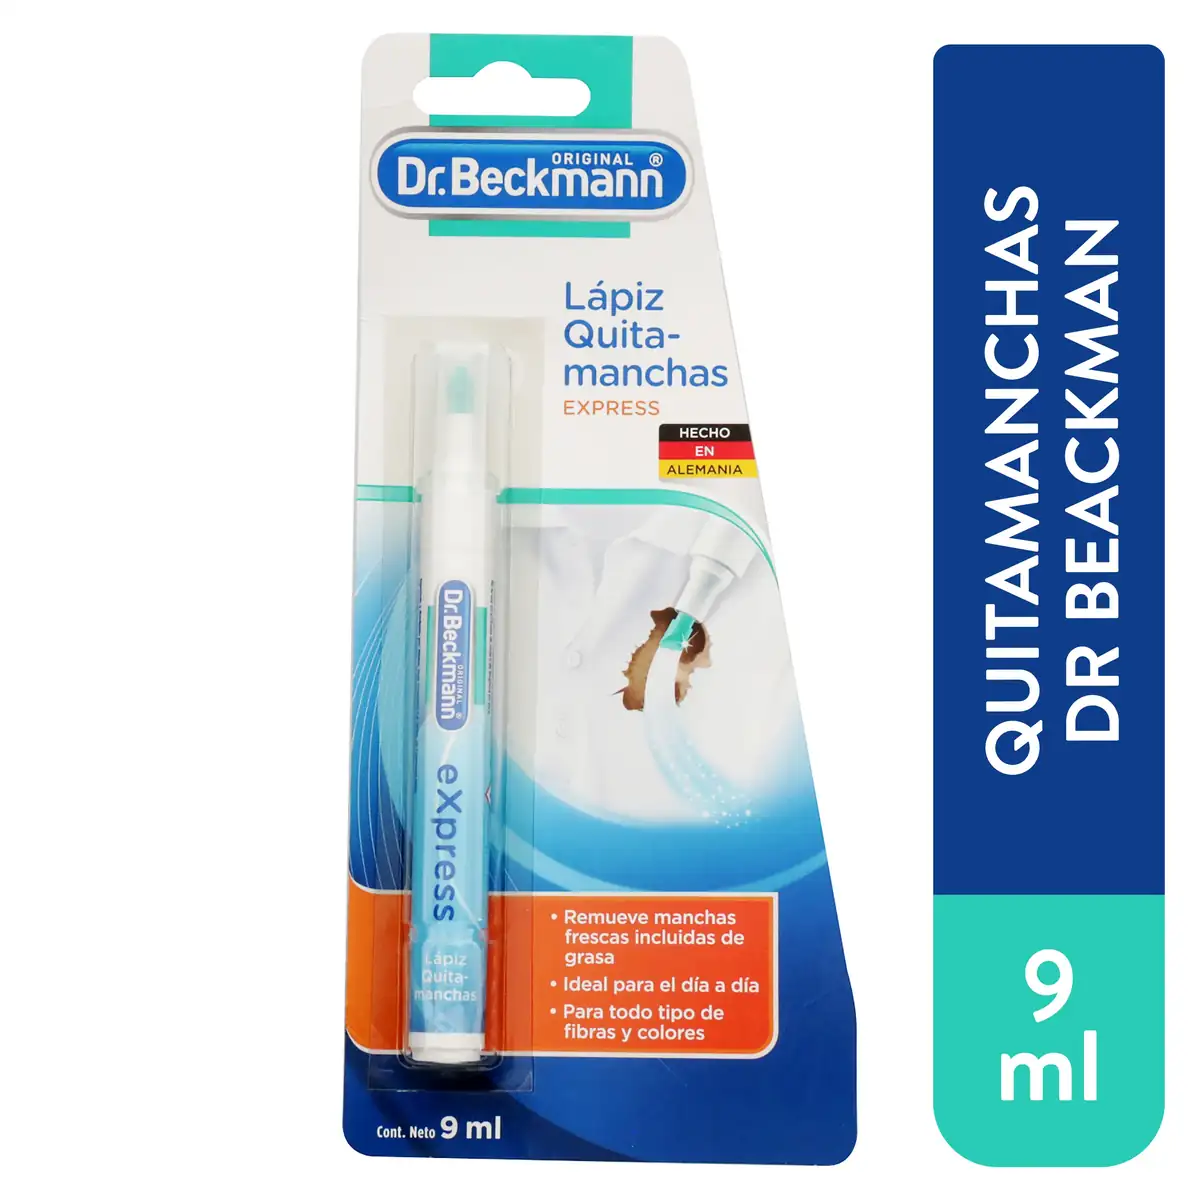 ORIGINAL ®
Dr.Beckmann
Lápiz
Quita-
manchas
EXPRESS
HECHO
EN
ALEMANIA
Dr.Beckmann
ORIGINAL ®
eXpress
Lápiz
Quita-
manchas
• Remueve manchas
frescas incluidas de
grasa
• Ideal para el día a día
• Para todo tipo de
fibras y colores
Cont. Neto 9 ml
QUITAMANCHAS
DR BEACKMAN
9
ml